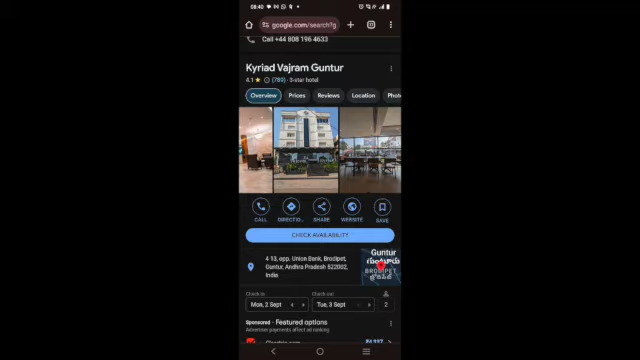 08:40
google.com/search?g
Call +44 808 196 4633
Kyriad Vajram Guntur
4.1 (789) · 3-star hotel
Overview Prices Reviews Location Phot
CALL DIRECTIO... SHARE WEBSITE SAVE
CHECK AVAILABILITY
4 13, opp. Union Bank, Brodipet,
Guntur, Andhra Pradesh 522002,
India
Guntur
గుంటూరు
BRODIPET
Check in Check out
Mon, 2 Sept Tue, 3 Sept 2
Sponsored · Featured options
Advertiser payments affect ad ranking